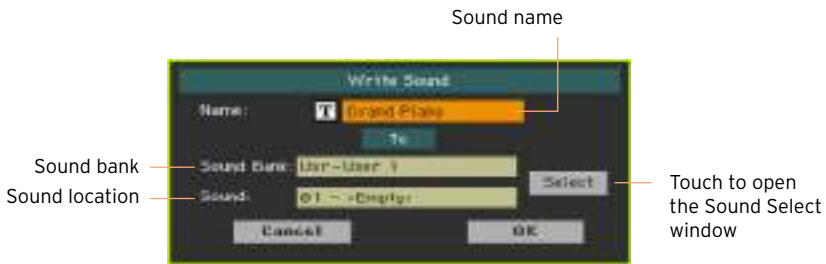 Sound name
Write Sound
Name: T Grand Piano
To
Sound bank
Sound Bank: Usr-User 1
Select
Sound location
Sound: 01 - -Empty-
Touch to open
the Sound Select
window
Cancel OK